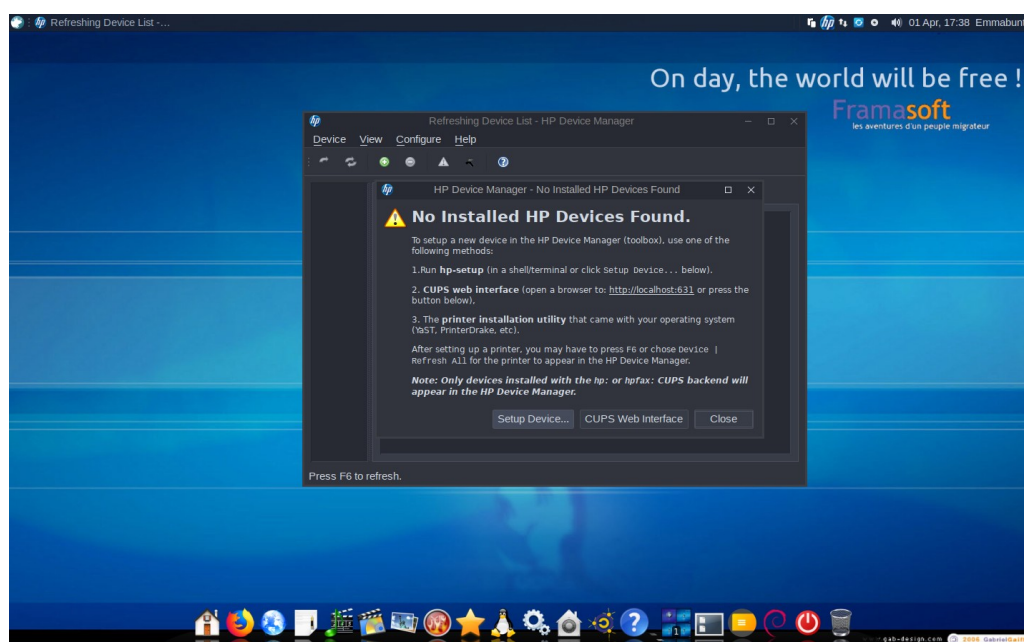 Refreshing Device List -...
01 Apr, 17:38 Emmabunt
On day, the world will be free !
Framasoft
les aventures d'un peuple migrateur
Refreshing Device List - HP Device Manager
Device View Configure Help
HP Device Manager - No Installed HP Devices Found
No Installed HP Devices Found.
To setup a new device in the HP Device Manager (toolbox), use one of the
following methods:
1.Run hp-setup (in a shell/terminal or click Setup Device... below).
2. CUPS web interface (open a browser to: http://localhost:631 or press the
button below).
3. The printer installation utility that came with your operating system
(YaST, PrinterDrake, etc).
After setting up a printer, you may have to press F6 or chose Device |
Refresh All for the printer to appear in the HP Device Manager.
Note: Only devices installed with the hp: or hpfax: CUPS backend will
appear in the HP Device Manager.
Setup Device... CUPS Web Interface Close
Press F6 to refresh.
1
gab-design.com 2006